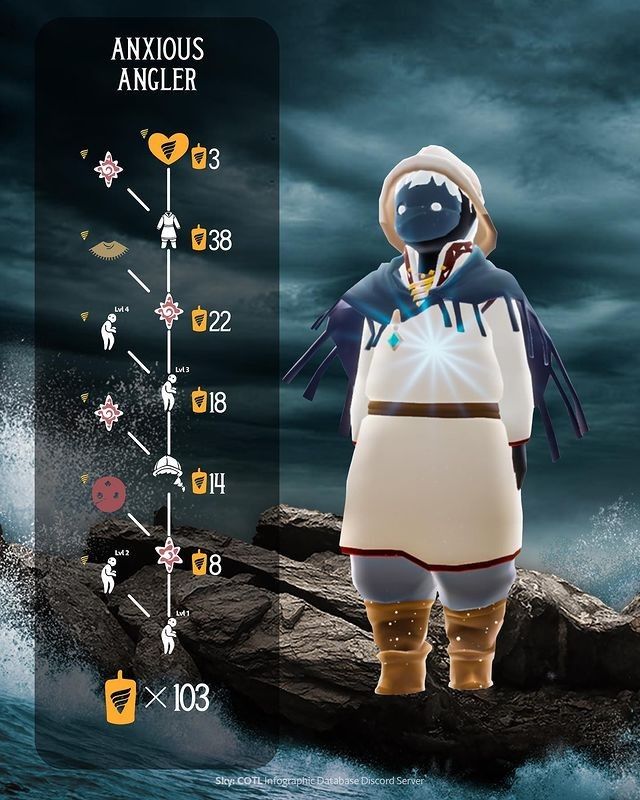 ANXIOUS
ANGLER
3
38
22
Lvl 4
Lvl 3
18
14
8
Lvl 2
Lvl 1
×103
Sky: COTL Infographic Database Discord Server